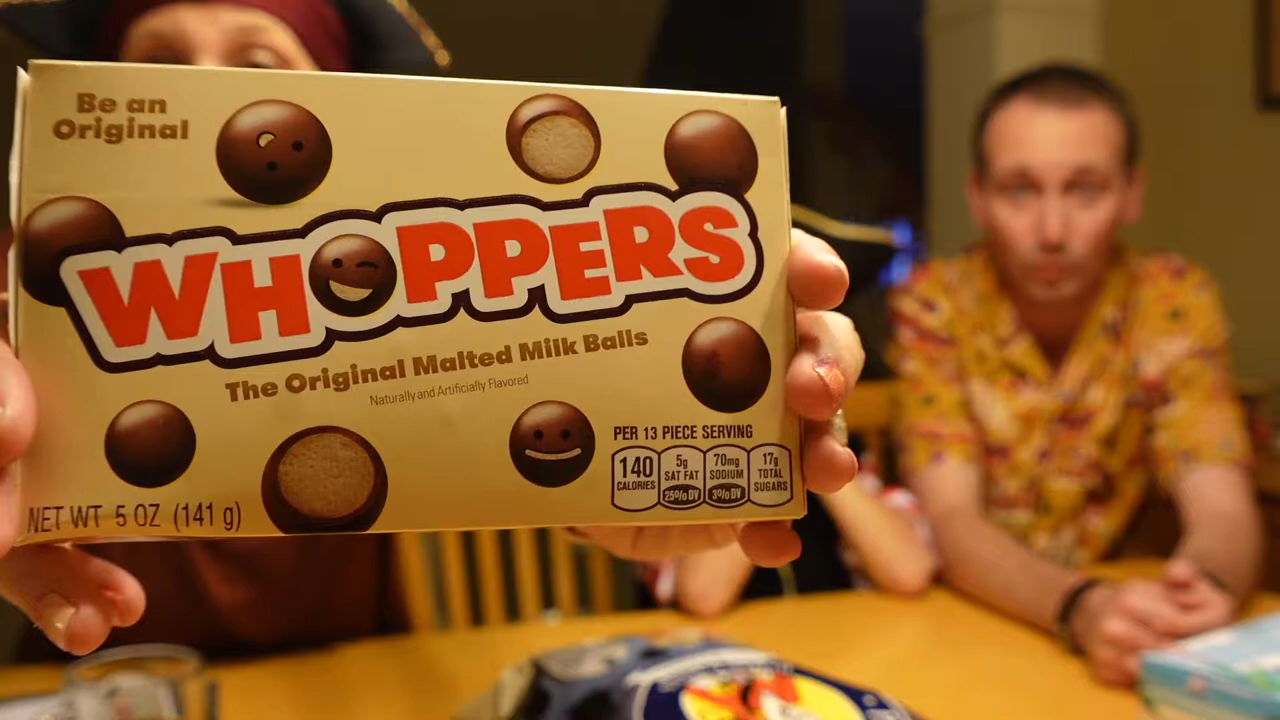 Be an
Original
WHOPPERS
The Original Malted Milk Balls
Naturally and Artificially Flavored
PER 13 PIECE SERVING
140
CALORIES
5g
SAT FAT
25% DV
70mg
SODIUM
3% DV
17g
TOTAL
SUGARS
NET WT 5 OZ (141 g)